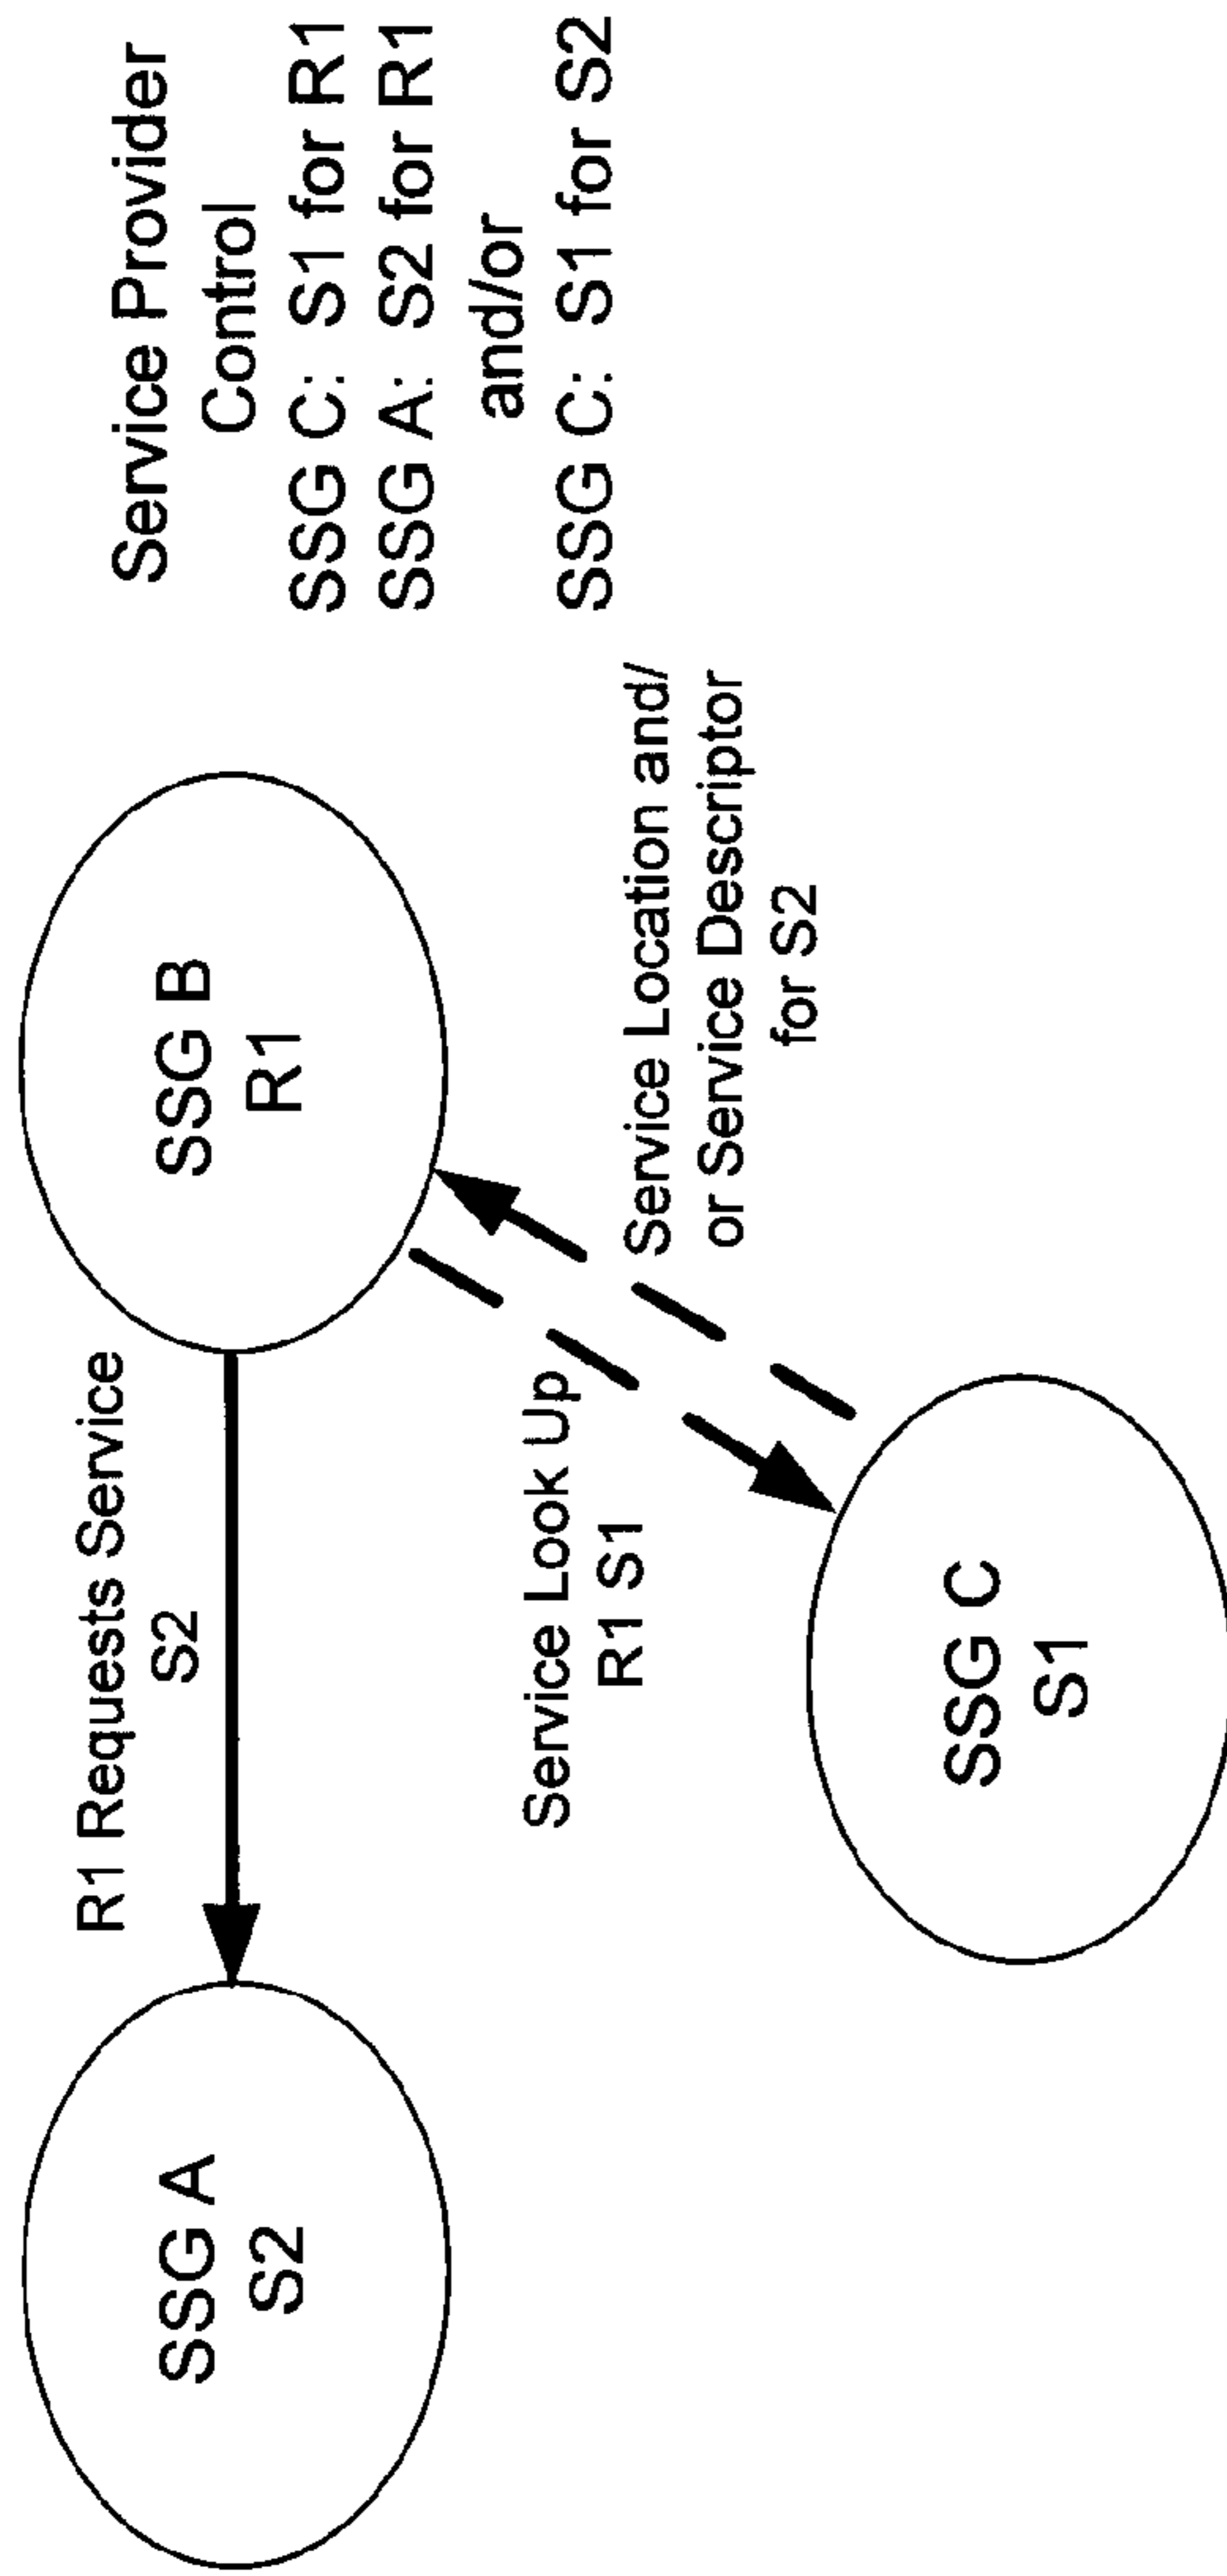 SSG A
S2
R1 Requests Service
S2
SSG B
R1
Service Provider
Control
SSG C: S1 for R1
SSG A: S2 for R1
and/or
SSG C: S1 for S2
Service Look Up
R1 S1
Service Location and/
or Service Descriptor
for S2
SSG C
S1